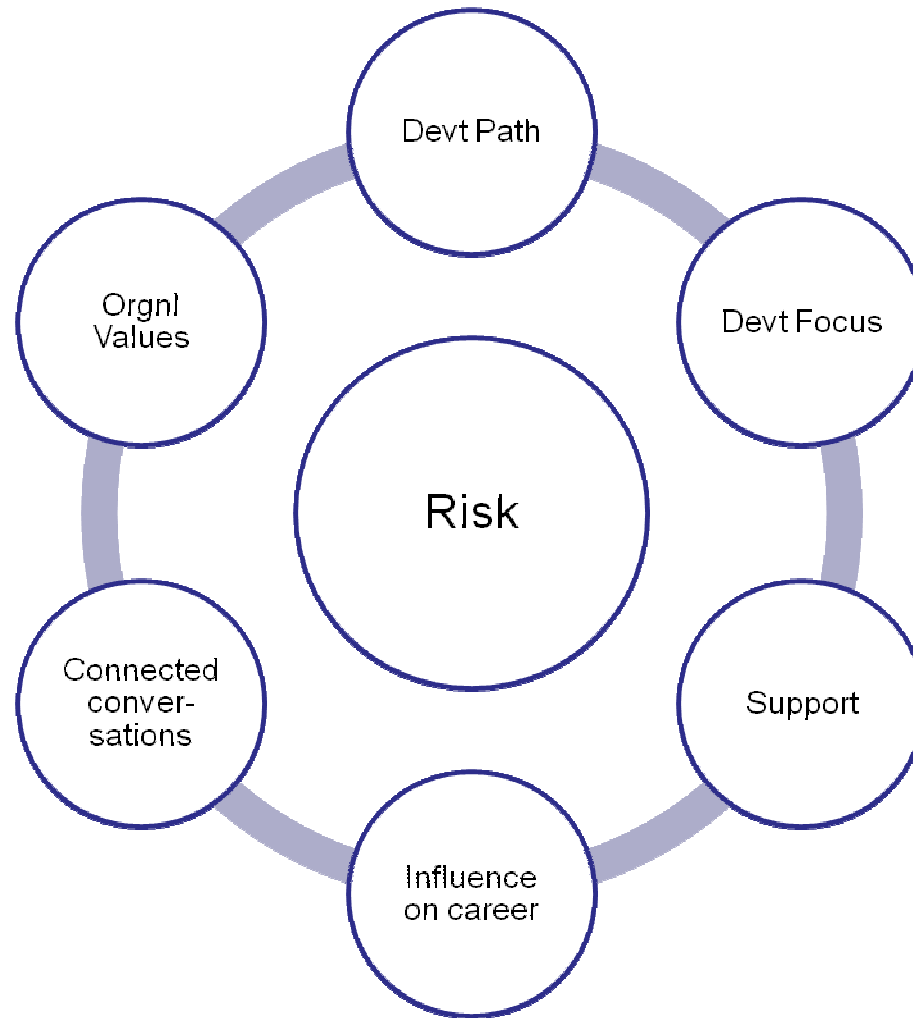 Devt Path
Orgnl
Values
Devt Focus
Risk
Connected
conver-
sations
Support
Influence
on career